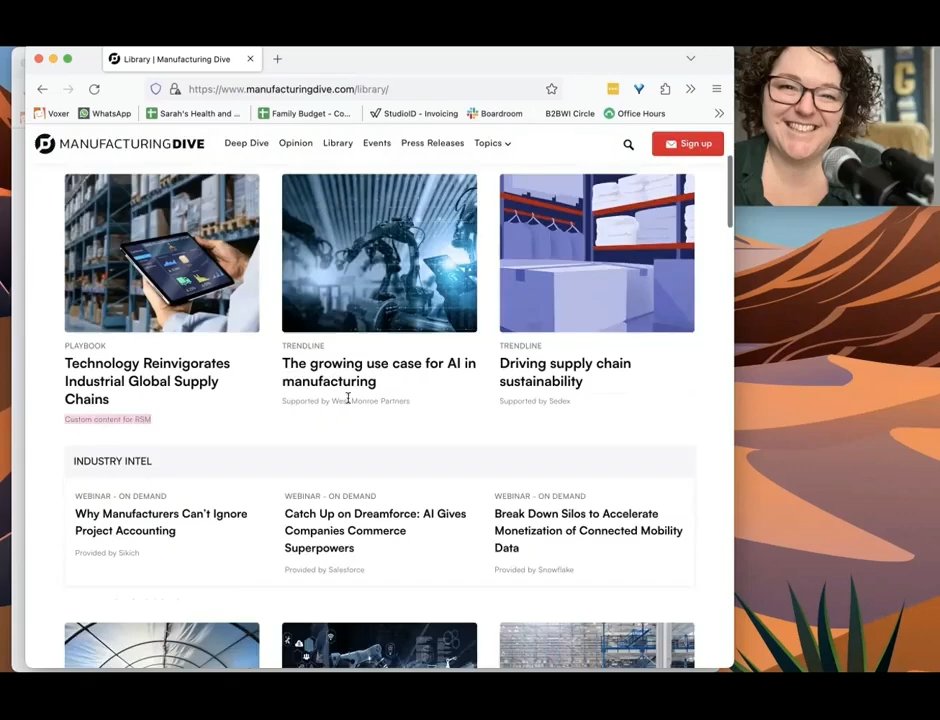 Library | Manufacturing Dive
https://www.manufacturingdive.com/library/
Voxer WhatsApp Sarah's Health and ... Family Budget - Co... StudioID - Invoicing Boardroom B2BWI Circle Office Hours
MANUFACTURINGDIVE Deep Dive Opinion Library Events Press Releases Topics Sign up
PLAYBOOK
Technology Reinvigorates
Industrial Global Supply
Chains
Custom content for RSM
TRENDLINE
The growing use case for AI in
manufacturing
Supported by West Monroe Partners
TRENDLINE
Driving supply chain
sustainability
Supported by Sedex
INDUSTRY INTEL
WEBINAR - ON DEMAND
Why Manufacturers Can't Ignore
Project Accounting
Provided by Sikich
WEBINAR - ON DEMAND
Catch Up on Dreamforce: AI Gives
Companies Commerce
Superpowers
Provided by Salesforce
WEBINAR - ON DEMAND
Break Down Silos to Accelerate
Monetization of Connected Mobility
Data
Provided by Snowflake